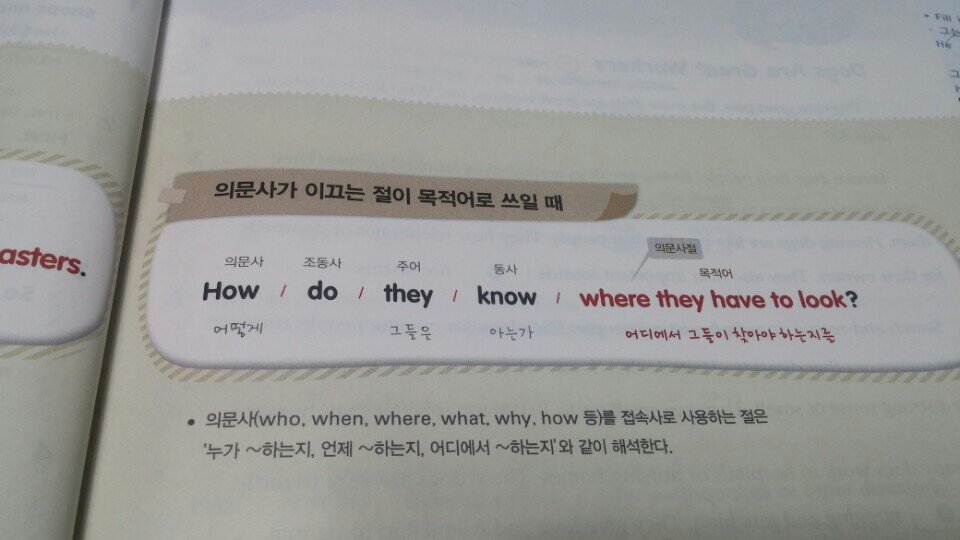 asters.
• Fill i
• 그는
He
그
의문사가 이끄는 절이 목적어로 쓰일 때
의문사절
의문사 조동사 주어 동사 목적어
How / do / they / know / where they have to look?
어떻게 그들은 아는가 어디에서 그들이 찾아야 하는지를
• 의문사(who, when, where, what, why, how 등)를 접속사로 사용하는 절은
'누가 ~하는지, 언제 ~하는지, 어디에서 ~하는지'와 같이 해석한다.